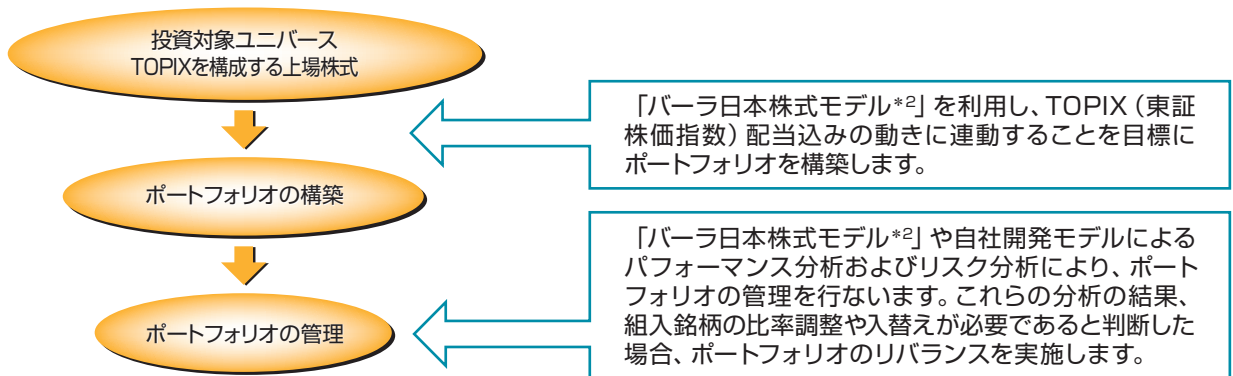 投資対象ユニバース
TOPIXを構成する上場株式
「バーラ日本株式モデル*2」を利用し、TOPIX（東証
株価指数）配当込みの動きに連動することを目標に
ポートフォリオを構築します。
ポートフォリオの構築
「バーラ日本株式モデル*2」や自社開発モデルによる
パフォーマンス分析およびリスク分析により、ポート
フォリオの管理を行ないます。これらの分析の結果、
組入銘柄の比率調整や入替えが必要であると判断した
場合、ポートフォリオのリバランスを実施します。
ポートフォリオの管理